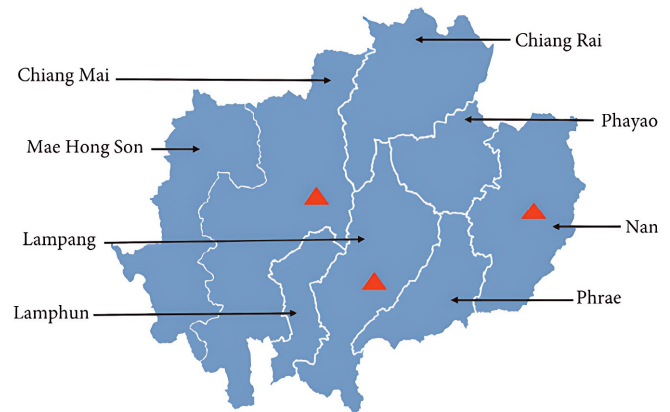 Chiang Rai
Chiang Mai
Phayao
Mae Hong Son
Nan
Lampang
Phrae
Lamphun